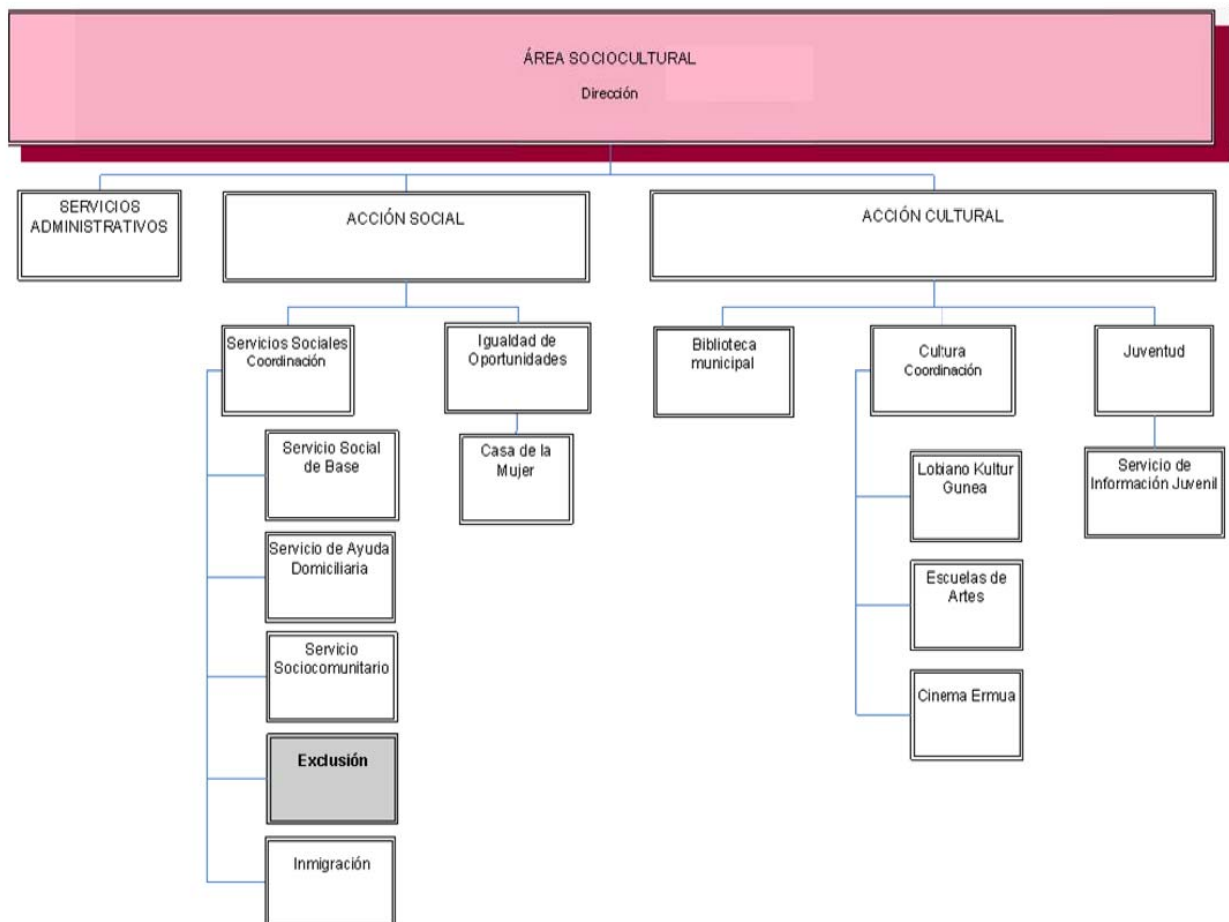 ÁREA SOCIOCULTURAL
Dirección
SERVICIOS
ADMINISTRATIVOS
ACCIÓN SOCIAL
ACCIÓN CULTURAL
Servicios Sociales
Coordinación
Igualdad de
Oportunidades
Biblioteca
municipal
Cultura
Coordinación
Juventud
Servicio Social
de Base
Casa de la
Mujer
Lobiano Kultur
Gunea
Servicio de
Información Juvenil
Servicio de Ayuda
Domiciliaria
Escuelas de
Artes
Servicio
Sociocomunitario
Cinema Ermua
Exclusión
Inmigración